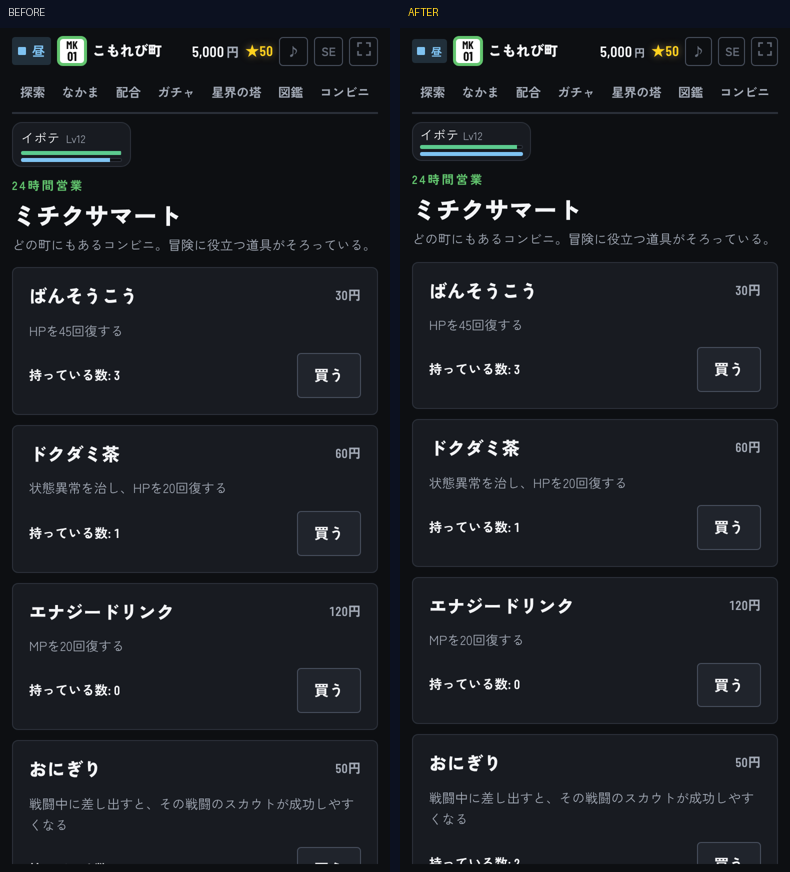 BEFORE
昼 MK 01 こもれび町 5,000 円 ★50 ♪ SE
探索 なかま 配合 ガチャ 星界の塔 図鑑 コンビニ
イボテ Lv12
24時間営業
ミチクサマート
どの町にもあるコンビニ。冒険に役立つ道具がそろっている。
ばんそうこう 30円
HPを45回復する
持っている数: 3 買う
ドクダミ茶 60円
状態異常を治し、HPを20回復する
持っている数: 1 買う
エナジードリンク 120円
MPを20回復する
持っている数: 0 買う
おにぎり 50円
戦闘中に差し出すと、その戦闘のスカウトが成功しやす
くなる
AFTER
昼 MK 01 こもれび町 5,000 円 ★50 ♪ SE
探索 なかま 配合 ガチャ 星界の塔 図鑑 コンビニ
イボテ Lv12
24時間営業
ミチクサマート
どの町にもあるコンビニ。冒険に役立つ道具がそろっている。
ばんそうこう 30円
HPを45回復する
持っている数: 3 買う
ドクダミ茶 60円
状態異常を治し、HPを20回復する
持っている数: 1 買う
エナジードリンク 120円
MPを20回復する
持っている数: 0 買う
おにぎり 50円
戦闘中に差し出すと、その戦闘のスカウトが成功しやす
くなる
持っている数: 2 買う